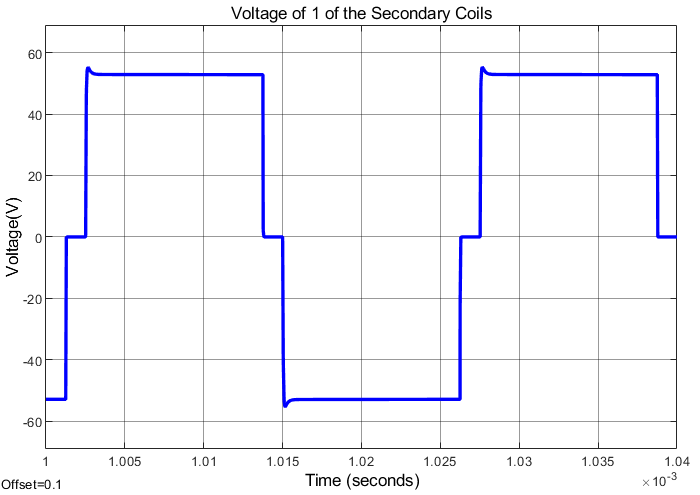 Voltage of 1 of the Secondary Coils
Voltage(V)
60
40
20
0
-20
-40
-60
1 1.005 1.01 1.015 1.02 1.025 1.03 1.035 1.04
×10⁻³
Time (seconds)
Offset=0.1